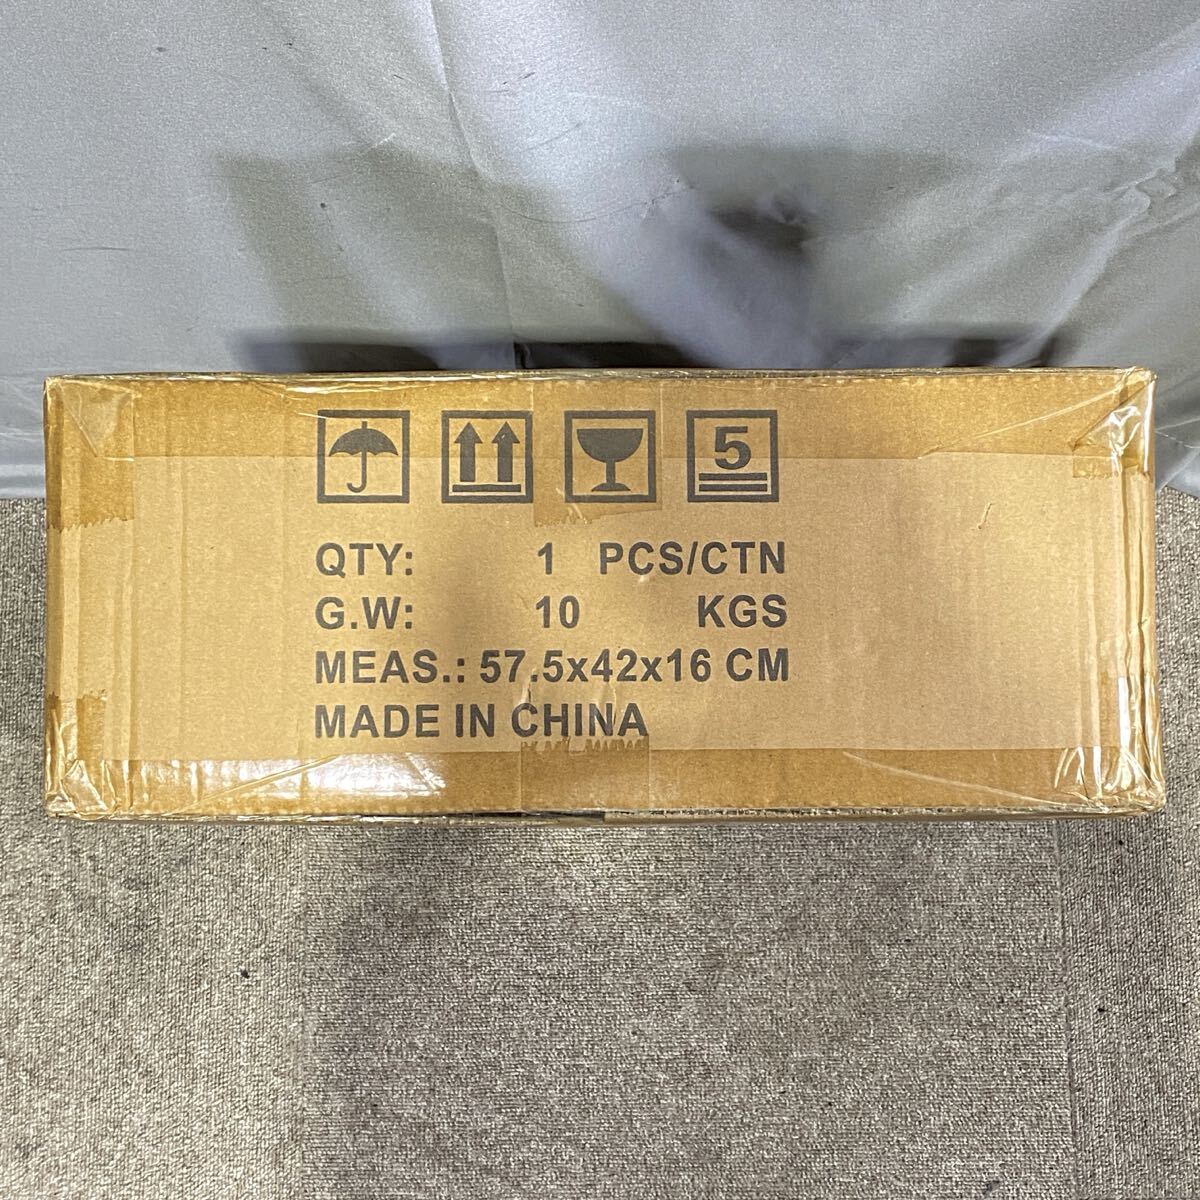 5
QTY: 1 PCS/CTN
G.W: 10 KGS
MEAS.: 57.5x42x16 CM
MADE IN CHINA